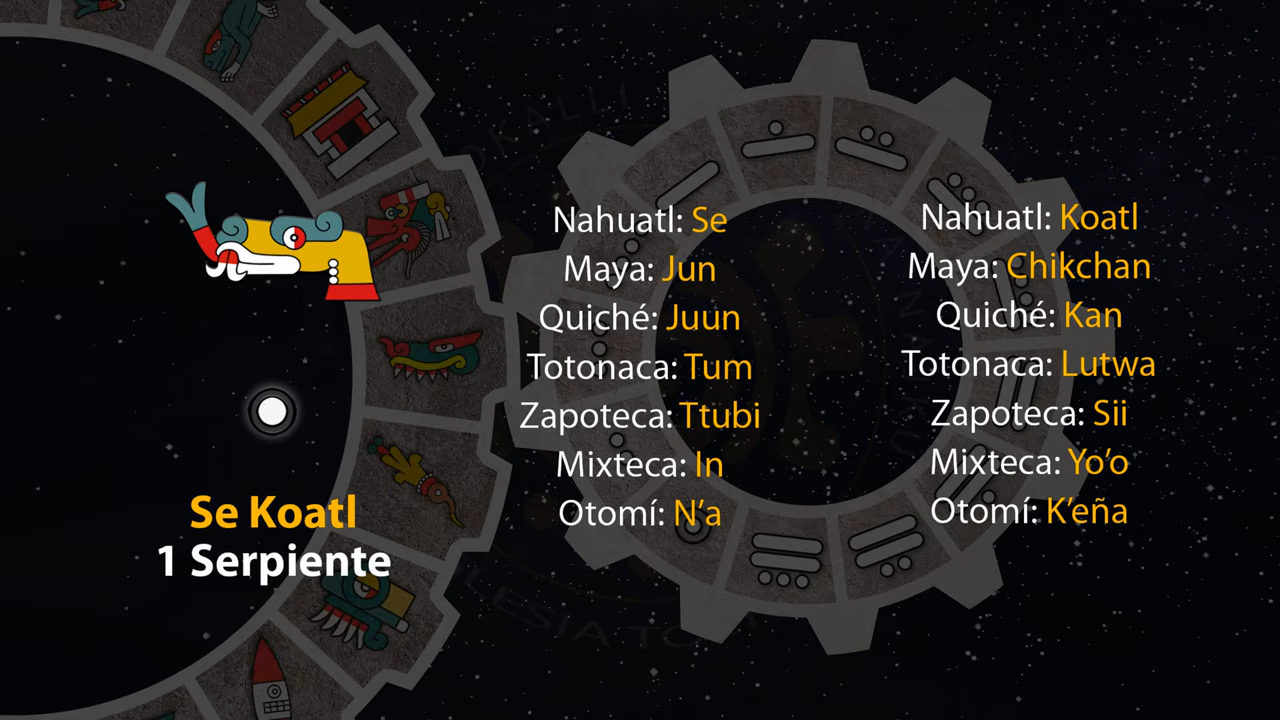 Nahuatl: Se
Maya: Jun
Quiché: Juun
Totonaca: Tum
Zapoteca: Ttubi
Mixteca: In
Otomí: N’a
Nahuatl: Koatl
Maya: Chikchan
Quiché: Kan
Totonaca: Lutwa
Zapoteca: Sii
Mixteca: Yo’o
Otomí: K’eña
Se Koatl
1 Serpiente